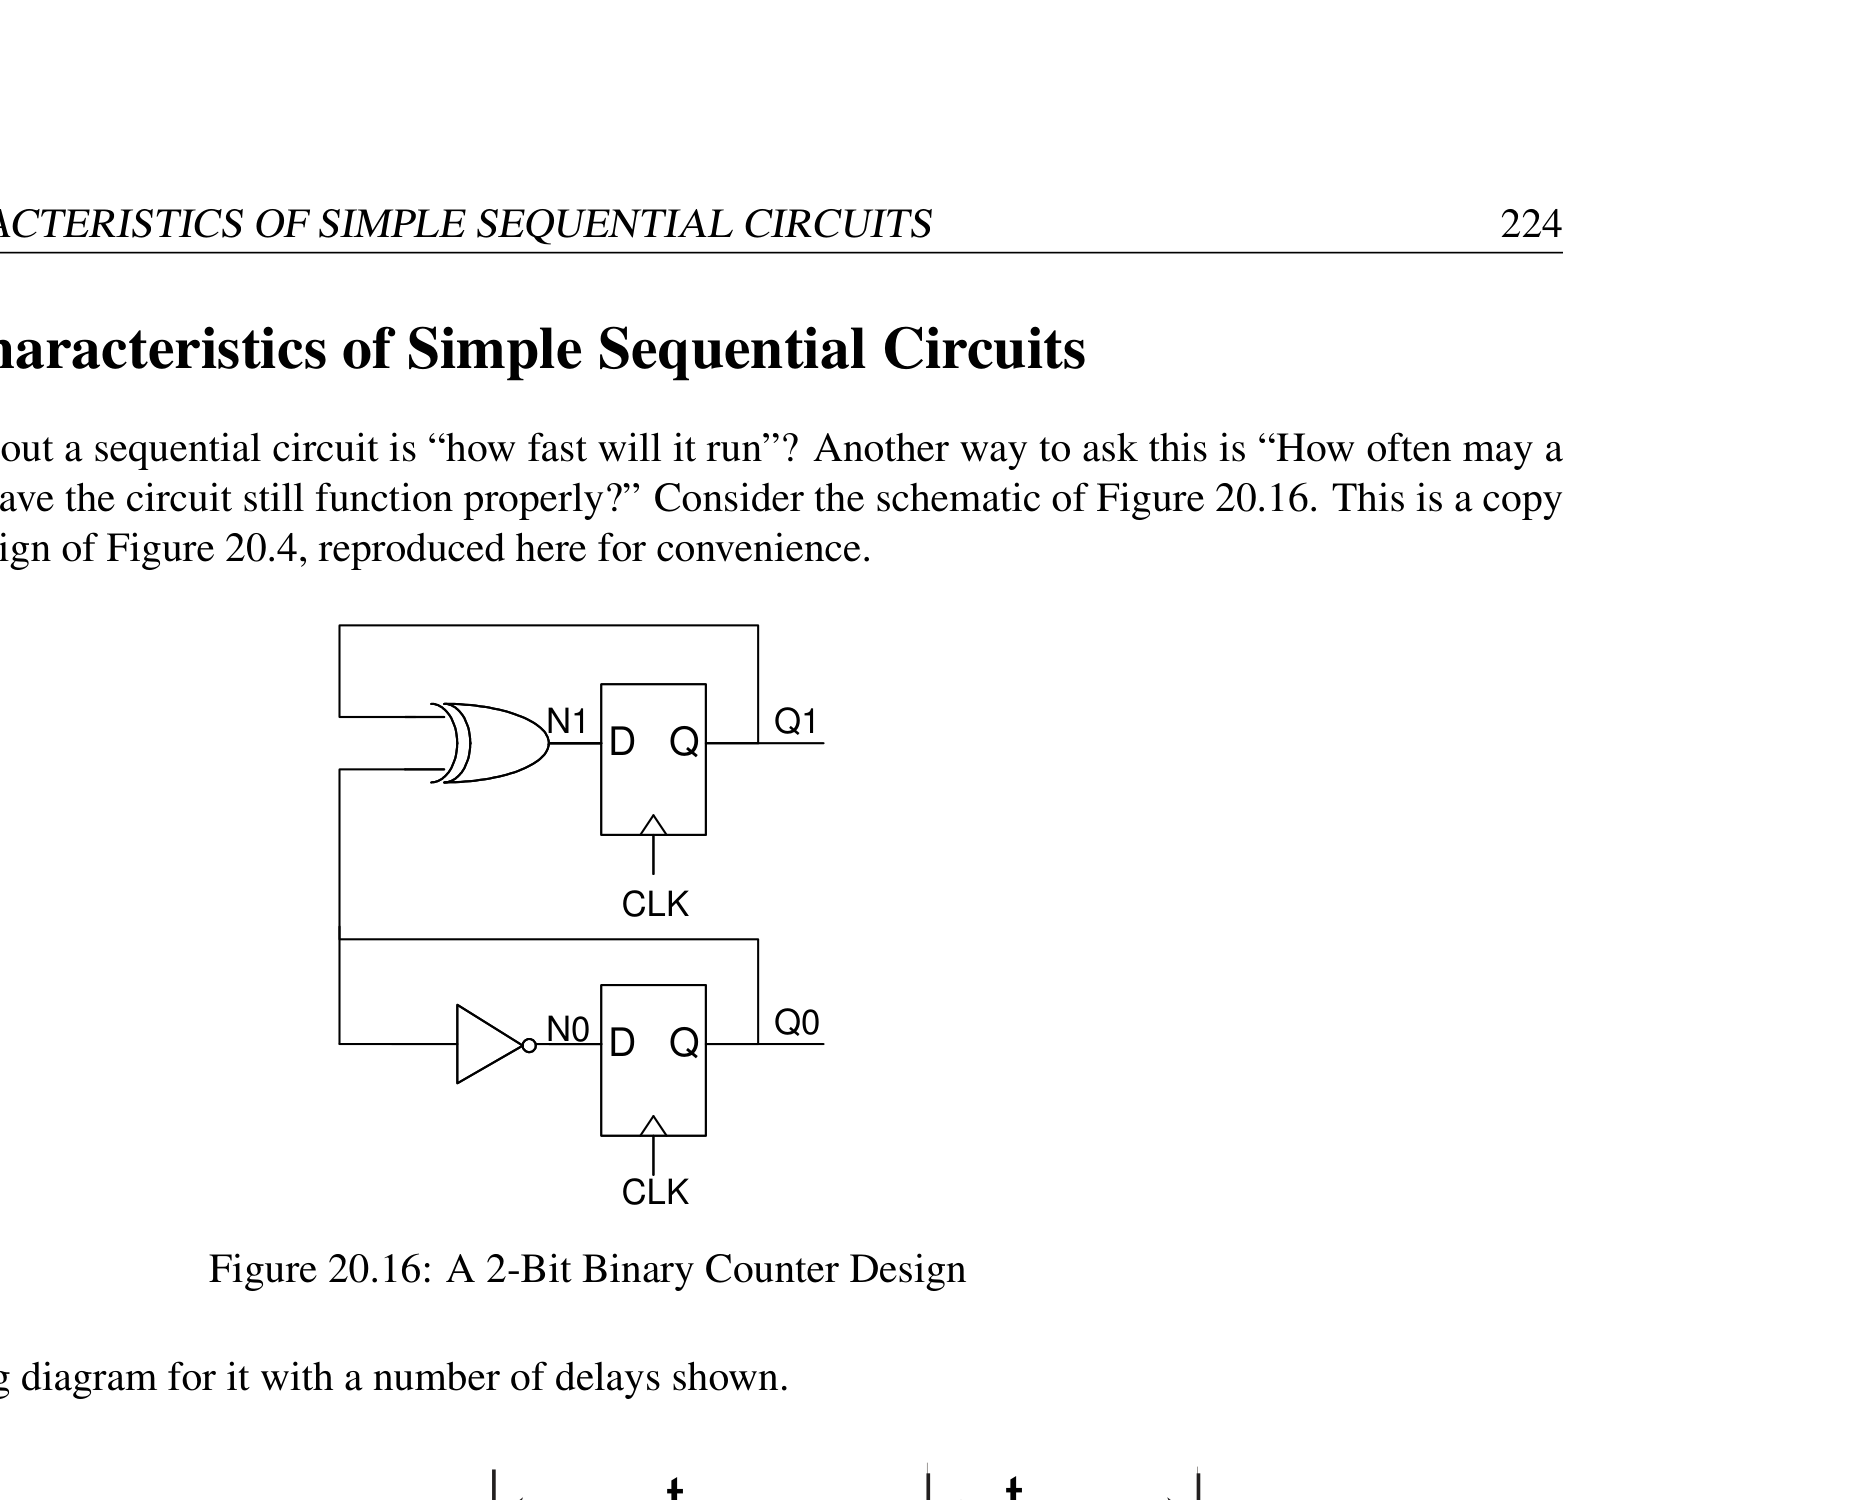 ACTERISTICS OF SIMPLE SEQUENTIAL CIRCUITS 224
haracteristics of Simple Sequential Circuits
out a sequential circuit is “how fast will it run”? Another way to ask this is “How often may a
ave the circuit still function properly?” Consider the schematic of Figure 20.16. This is a copy
ign of Figure 20.4, reproduced here for convenience.
N1 D Q Q1
CLK
N0 D Q Q0
CLK
Figure 20.16: A 2-Bit Binary Counter Design
g diagram for it with a number of delays shown.
t t